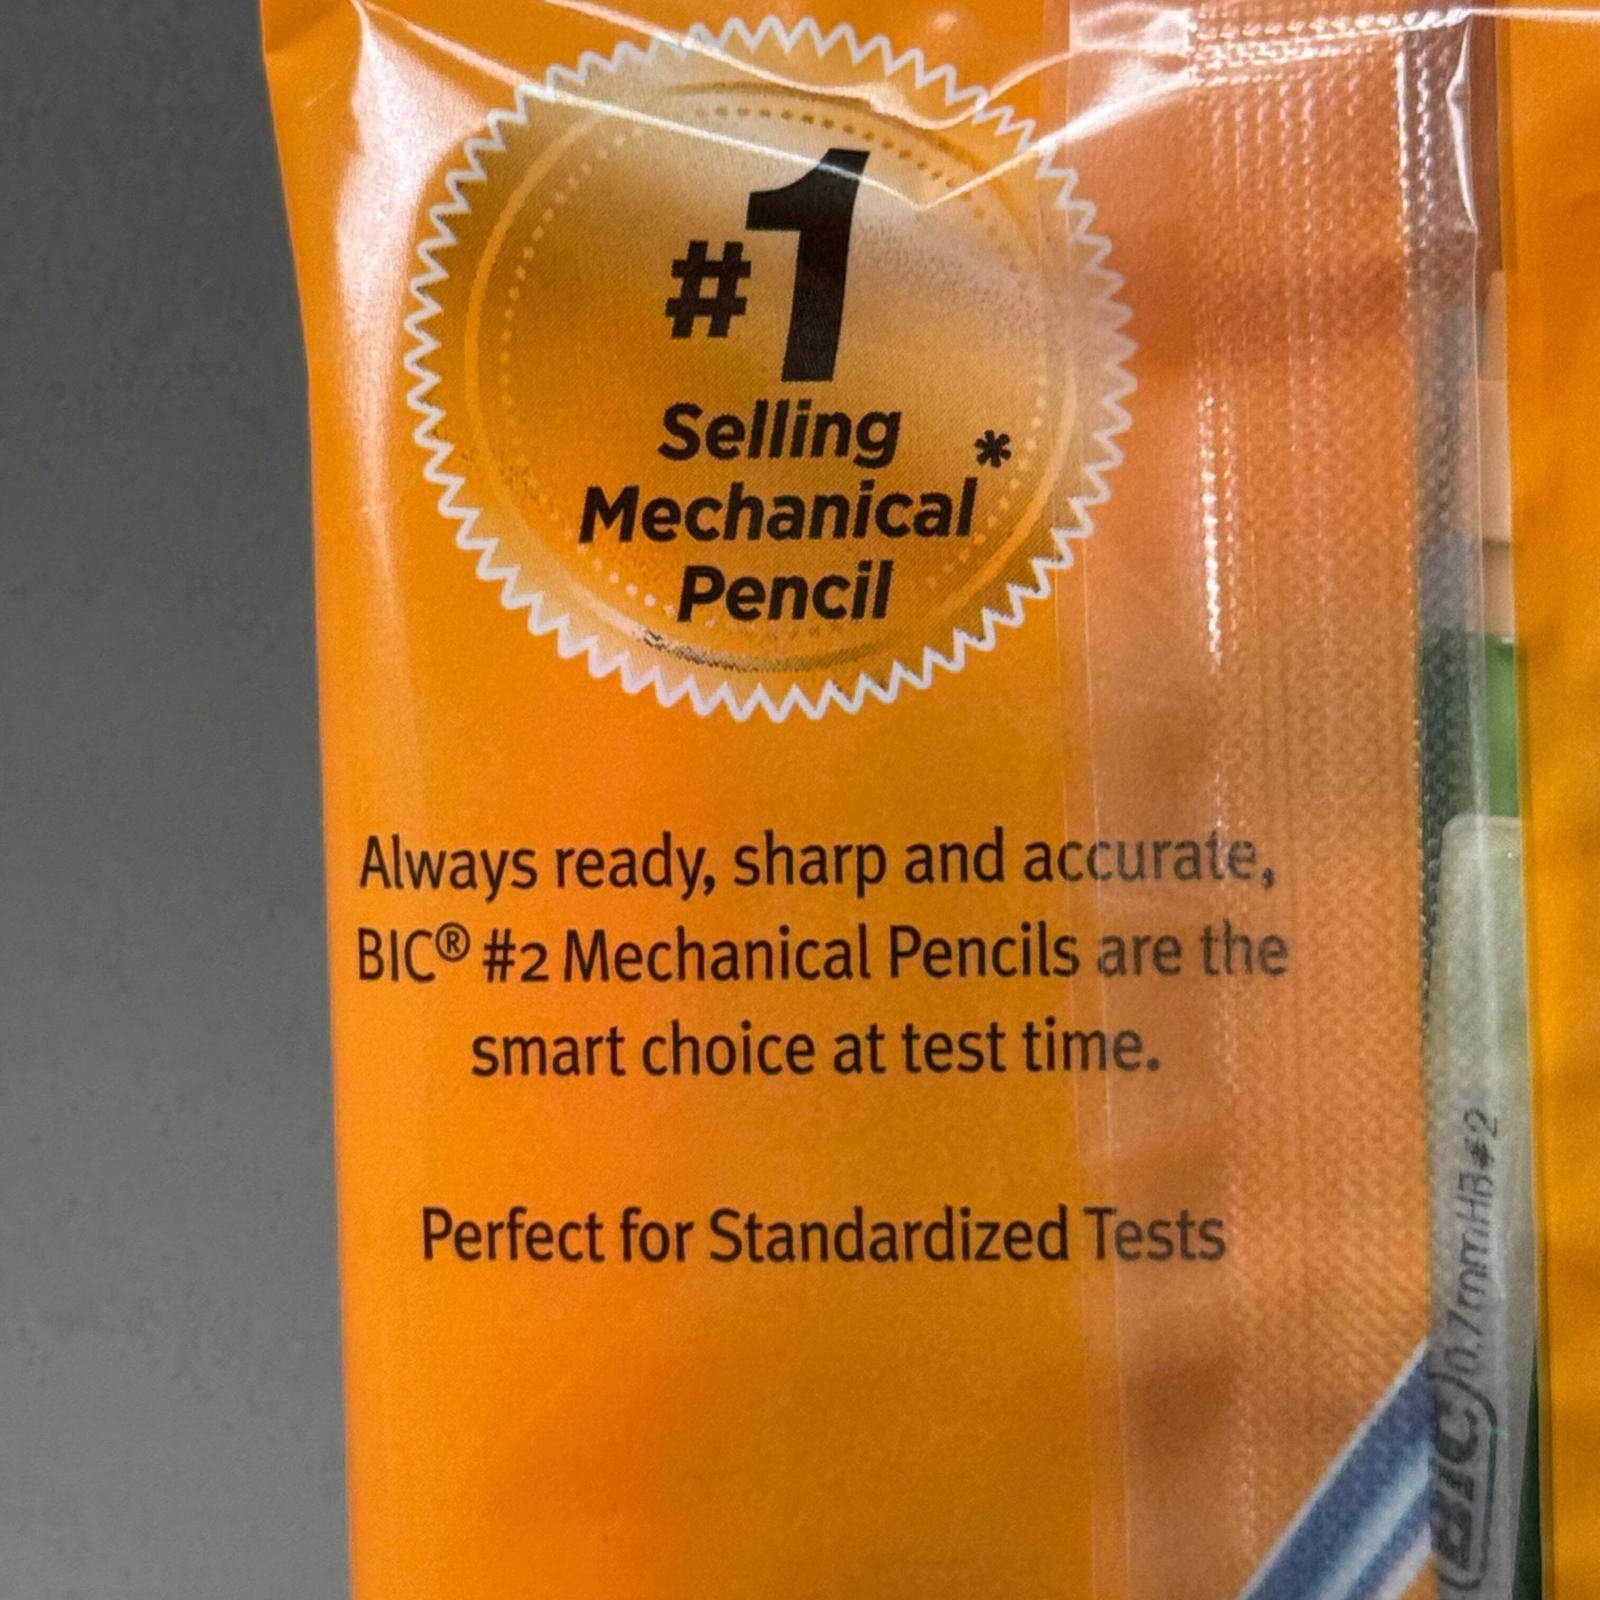 #1
Selling
Mechanical*
Pencil
Always ready, sharp and accurate,
BIC® #2 Mechanical Pencils are the
smart choice at test time.
Perfect for Standardized Tests
BIC 0.7mm HB #2